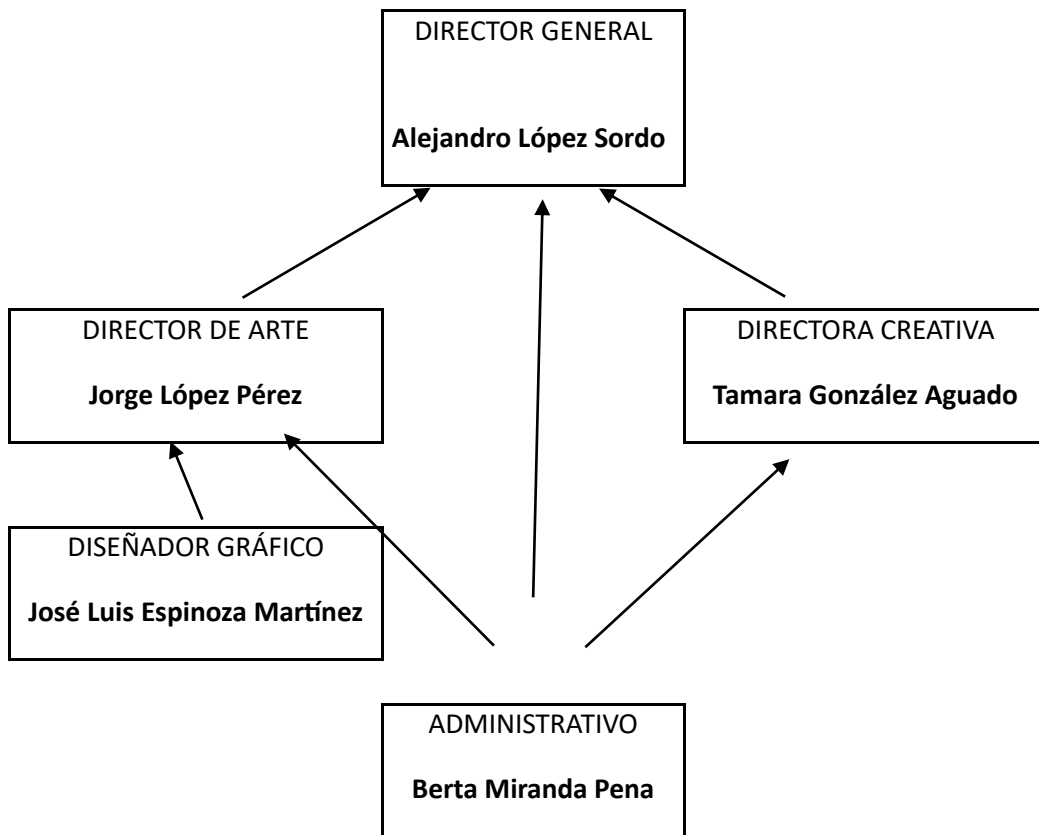 DIRECTOR GENERAL
Alejandro López Sordo
DIRECTOR DE ARTE
Jorge López Pérez
DIRECTORA CREATIVA
Tamara González Aguado
DISEÑADOR GRÁFICO
José Luis Espinoza Martínez
ADMINISTRATIVO
Berta Miranda Pena